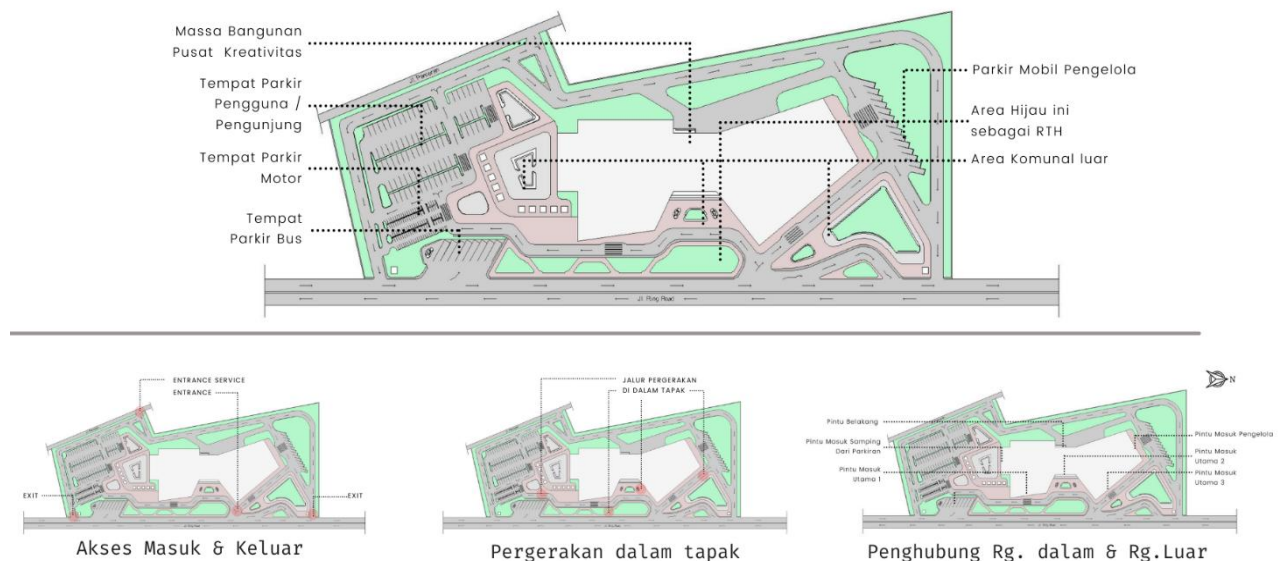 Massa Bangunan
Pusat Kreativitas
Tempat Parkir
Pengguna /
Pengunjung
Tempat Parkir
Motor
Tempat
Parkir Bus
Parkir Mobil Pengelola
Area Hijau ini
sebagai RTH
Area Komunal luar
Jl. Ring Road
ENTRANCE SERVICE
ENTRANCE
EXIT
EXIT
Akses Masuk & Keluar
JALUR PERGERAKAN
DI DALAM TAPAK
Pergerakan dalam tapak
N
Pintu Belakang
Pintu Masuk Samping
Dari Parkiran
Pintu Masuk
Utama 1
Pintu Masuk Pengelola
Pintu Masuk
Utama 2
Pintu Masuk
Utama 3
Penghubung Rg. dalam & Rg.Luar